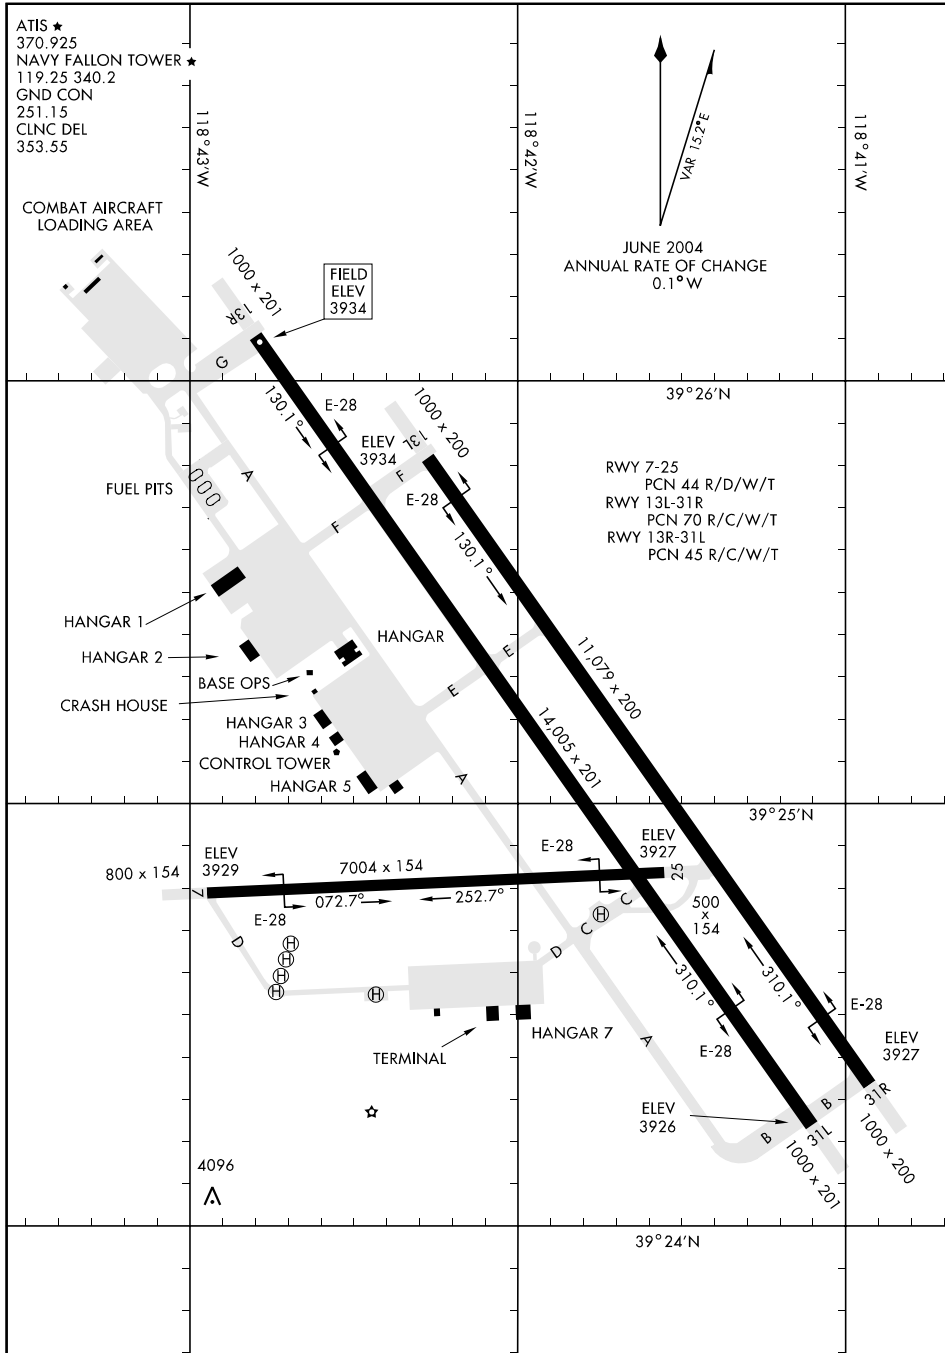 ATIS ★
370.925
NAVY FALLON TOWER ★
119.25 340.2
GND CON
251.15
CLNC DEL
353.55
118°43'W
118°42'W
118°41'W
VAR 15.2°E
JUNE 2004
ANNUAL RATE OF CHANGE
0.1°W
COMBAT AIRCRAFT
LOADING AREA
1000 x 201
13R
FIELD
ELEV
3934
G
39°26'N
130.1°
E-28
ELEV
3934
1000 x 200
13L
F
A
FUEL PITS
E-28
F
130.1°
RWY 7-25
PCN 44 R/D/W/T
RWY 13L-31R
PCN 70 R/C/W/T
RWY 13R-31L
PCN 45 R/C/W/T
HANGAR 1
HANGAR
HANGAR 2
E
E
11,079 x 200
BASE OPS
CRASH HOUSE
HANGAR 3
HANGAR 4
CONTROL TOWER
HANGAR 5
14,005 x 201
A
39°25'N
800 x 154
ELEV
3929
7004 x 154
E-28
ELEV
3927
25
7
E-28
072.7°
252.7°
C
500
x
154
H
C
D
D
H
H
H
H
H
310.1°
310.1°
E-28
E-28
HANGAR 7
TERMINAL
A
ELEV
3927
31R
B
ELEV
3926
31L
B
1000 x 200
1000 x 201
4096
39°24'N